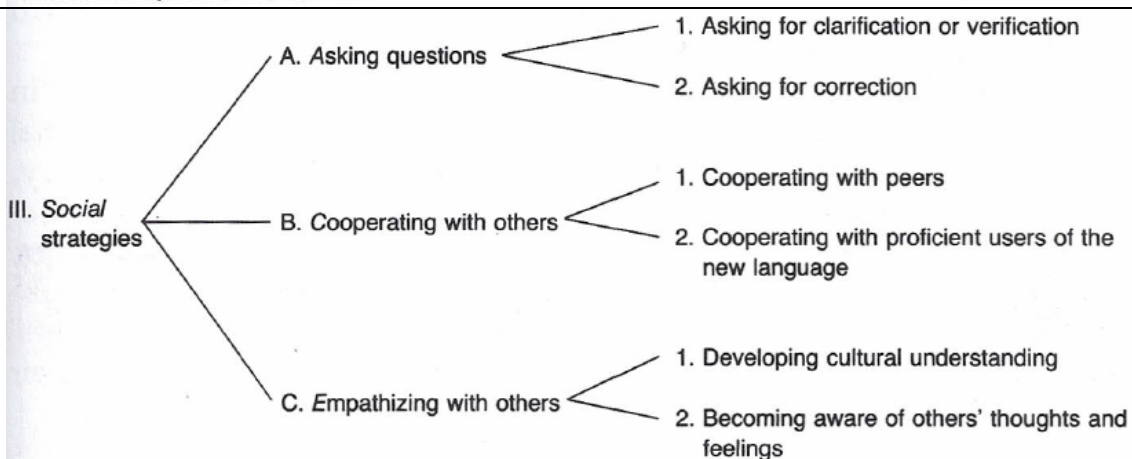 A. Asking questions
1. Asking for clarification or verification
2. Asking for correction
III. Social
strategies
B. Cooperating with others
1. Cooperating with peers
2. Cooperating with proficient users of the
new language
C. Empathizing with others
1. Developing cultural understanding
2. Becoming aware of others' thoughts and
feelings